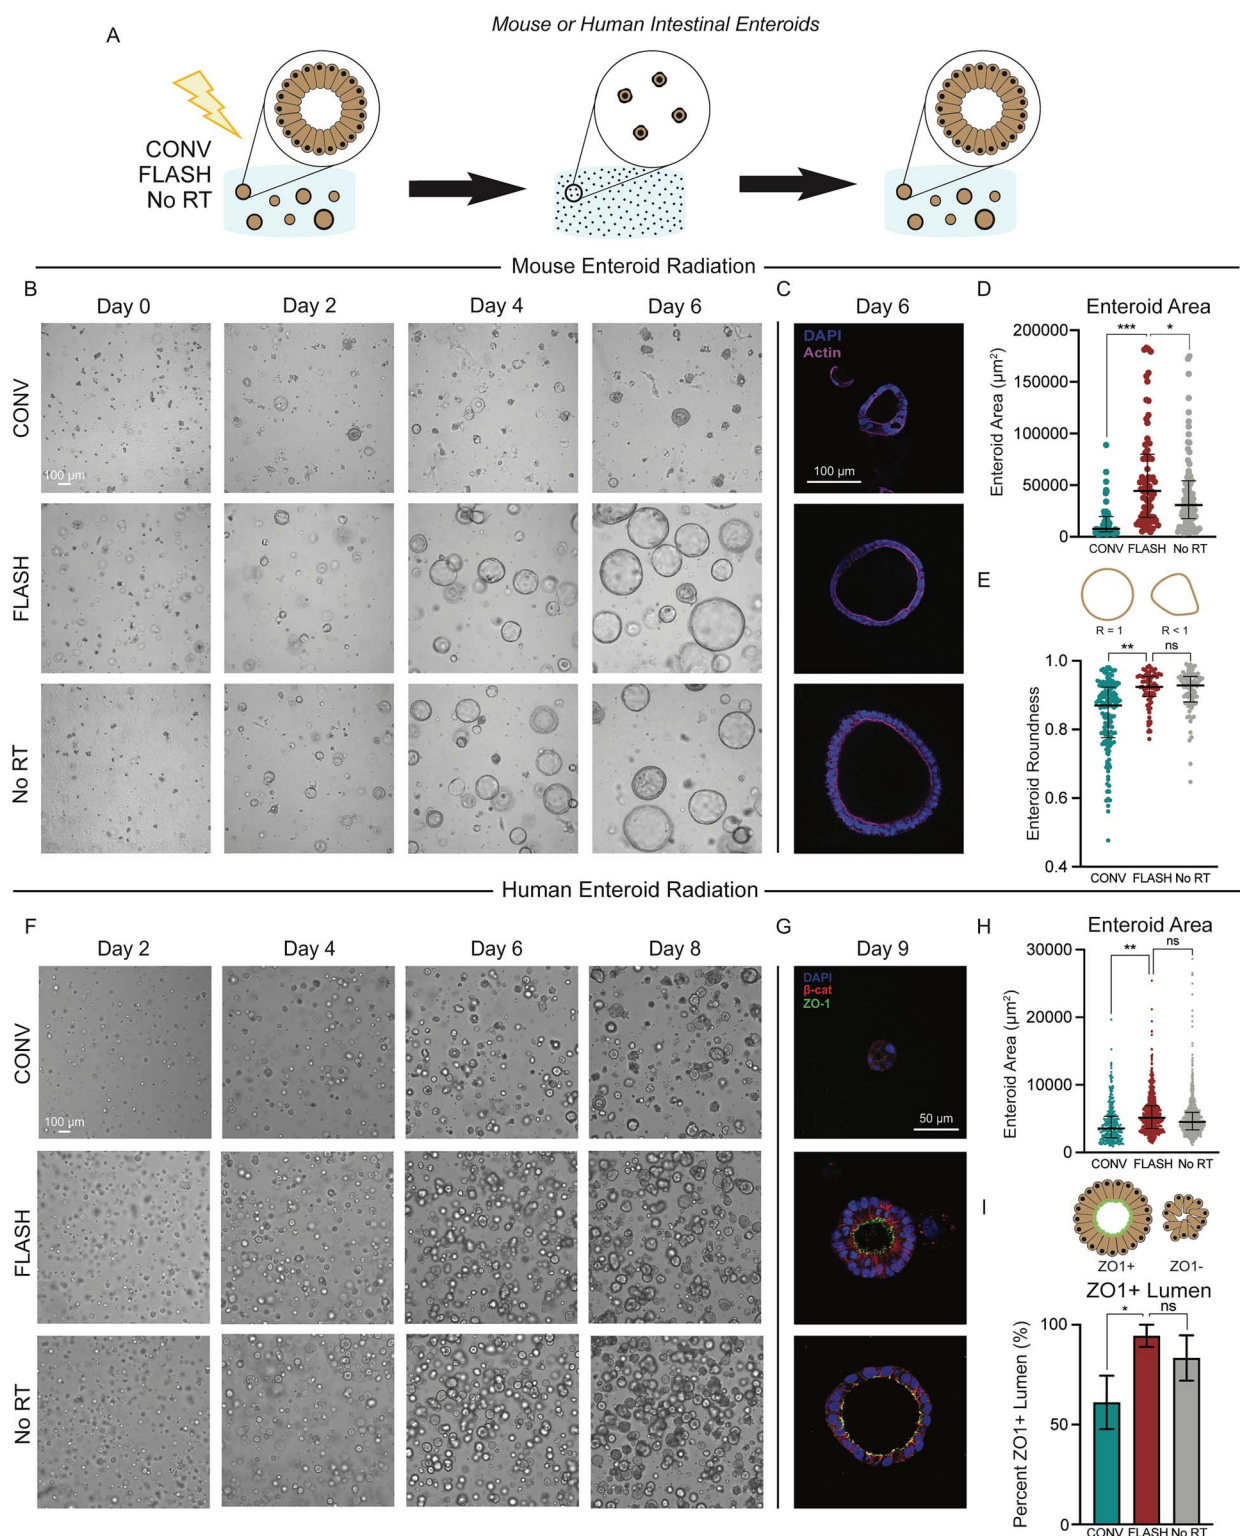 Mouse or Human Intestinal Enteroids
A
CONV
FLASH
No RT
Mouse Enteroid Radiation
B
Day 0
Day 2
Day 4
Day 6
CONV
100 µm
FLASH
No RT
C
Day 6
DAPI
Actin
100 µm
D
Enteroid Area
Enteroid Area (µm²)
200000
150000
100000
50000
0
*** *
CONV FLASH No RT
E
R = 1
R < 1
Enteroid Roundness
** ns
1.0
0.8
0.6
0.4
CONV FLASH No RT
Human Enteroid Radiation
F
Day 2
Day 4
Day 6
Day 8
CONV
100 µm
FLASH
No RT
G
Day 9
DAPI
β-cat
ZO-1
50 µm
H
Enteroid Area
Enteroid Area (µm²)
30000
20000
10000
0
** ns
CONV FLASH No RT
I
ZO1+
ZO1-
ZO1+ Lumen
Percent ZO1+ Lumen (%)
* ns
100
50
0
CONV FLASH No RT